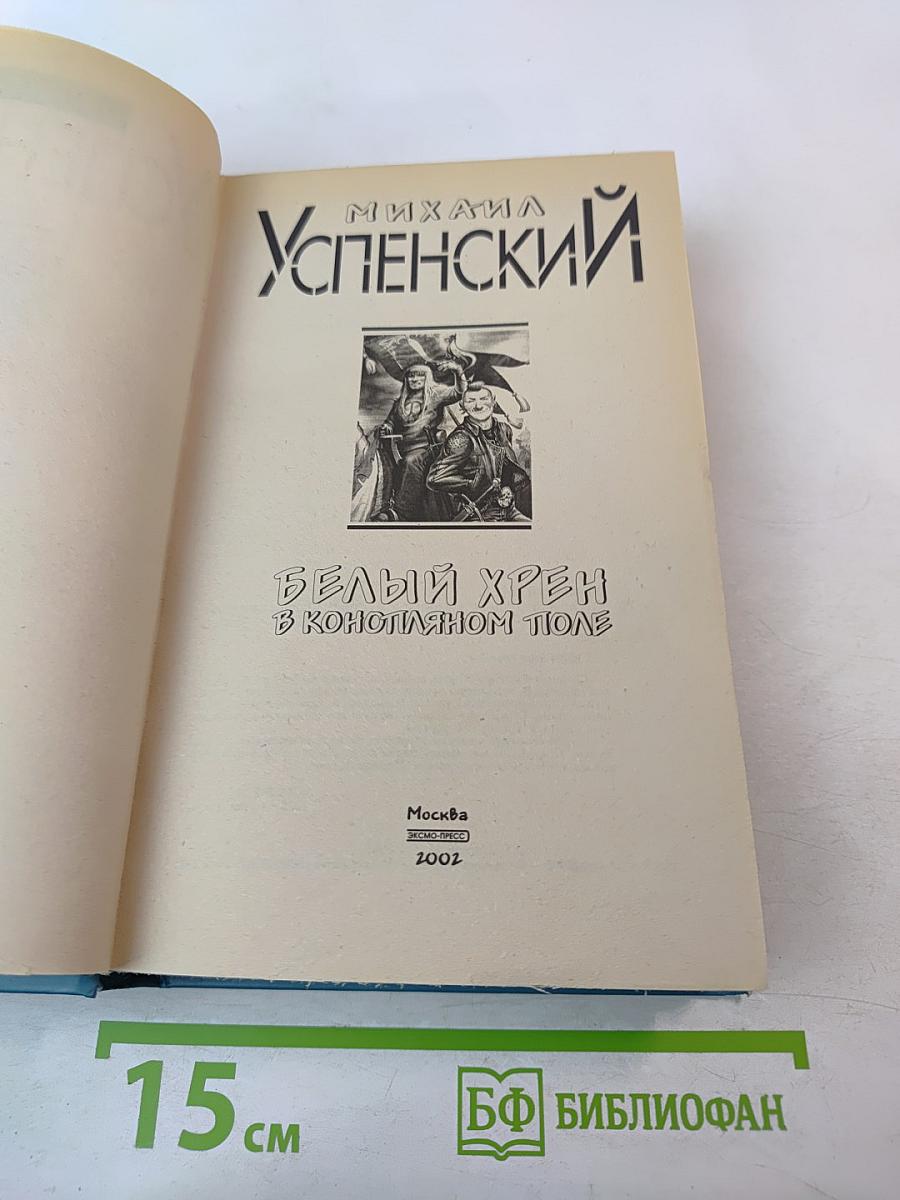 МИХАИЛ
УСПЕНСКИЙ
БЕЛЫЙ ХРЕН
В КОНОПЛЯНОМ ПОЛЕ
Москва
ЭКСМО-ПРЕСС
2002
15 см
БФ БИБЛИОФАН